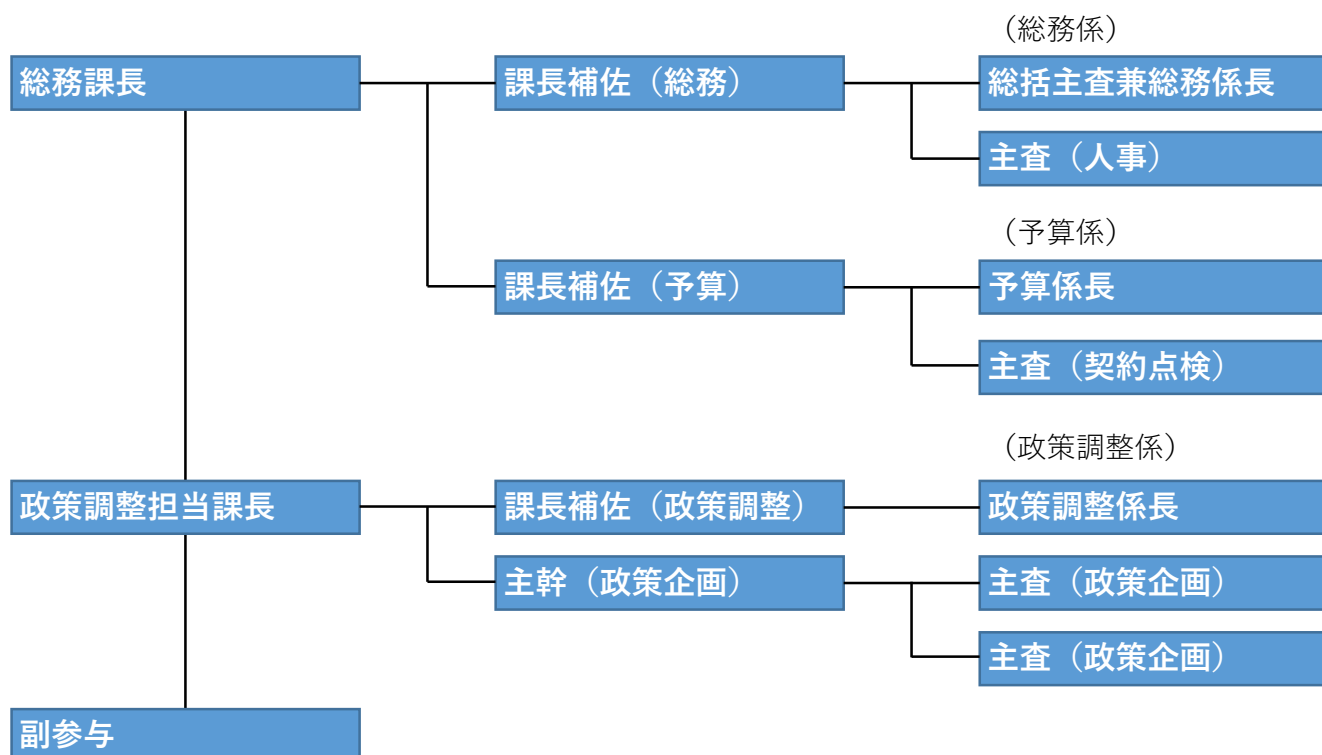 （総務係）
総務課長
課長補佐（総務）
総括主査兼総務係長
主査（人事）
（予算係）
課長補佐（予算）
予算係長
主査（契約点検）
（政策調整係）
政策調整担当課長
課長補佐（政策調整）
政策調整係長
主幹（政策企画）
主査（政策企画）
主査（政策企画）
副参与